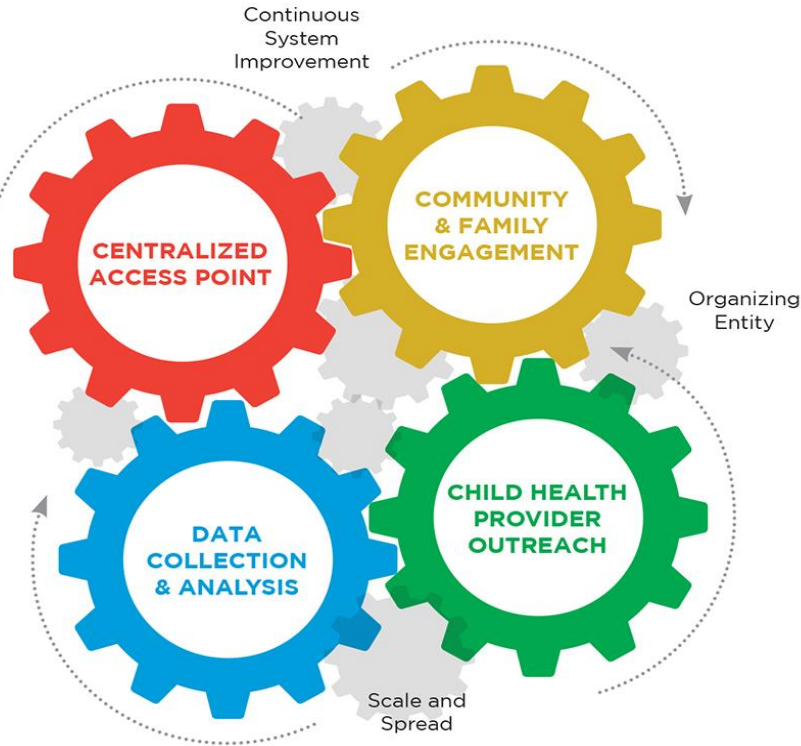 Continuous
System
Improvement
CENTRALIZED
ACCESS POINT
COMMUNITY
& FAMILY
ENGAGEMENT
Organizing
Entity
DATA
COLLECTION
& ANALYSIS
CHILD HEALTH
PROVIDER
OUTREACH
Scale and
Spread